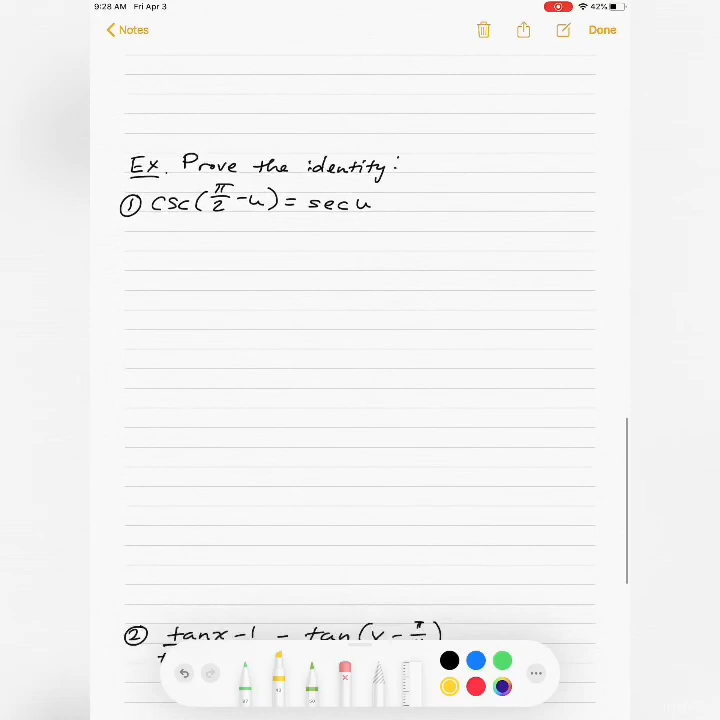 9:28 AM Fri Apr 3 42%
Notes Done
Ex. Prove the identity:
① csc(π/2 - u) = sec u
② tanx - 1 = tan(x - π/